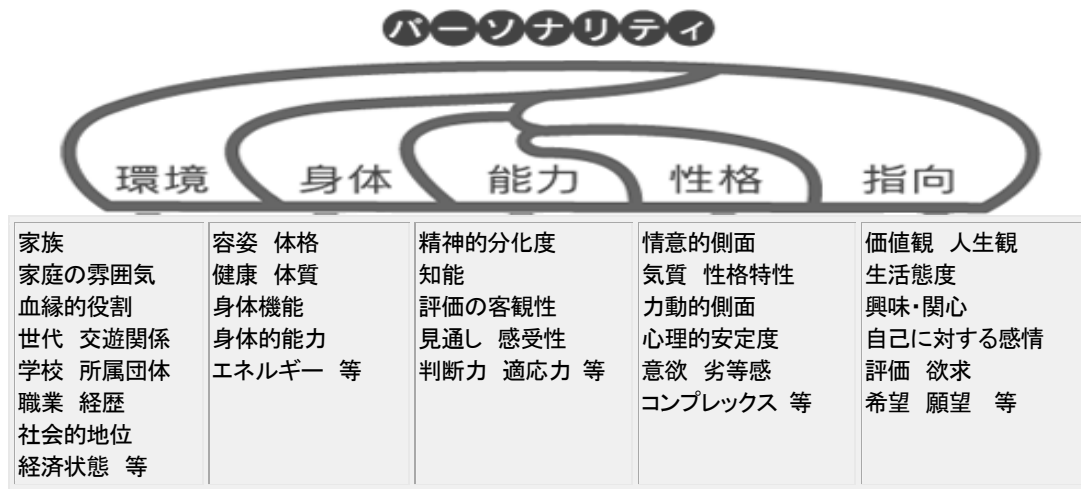 パーソナリティ
環境 身体 能力 性格 指向
家族
家庭の雰囲気
血縁的役割
世代 交遊関係
学校 所属団体
職業 経歴
社会的地位
経済状態 等
容姿 体格
健康 体質
身体機能
身体的能力
エネルギー 等
精神的分化度
知能
評価の客観性
見通し 感受性
判断力 適応力 等
情意的側面
気質 性格特性
力動的側面
心理的安定度
意欲 劣等感
コンプレックス 等
価値観 人生観
生活態度
興味・関心
自己に対する感情
評価 欲求
希望 願望 等